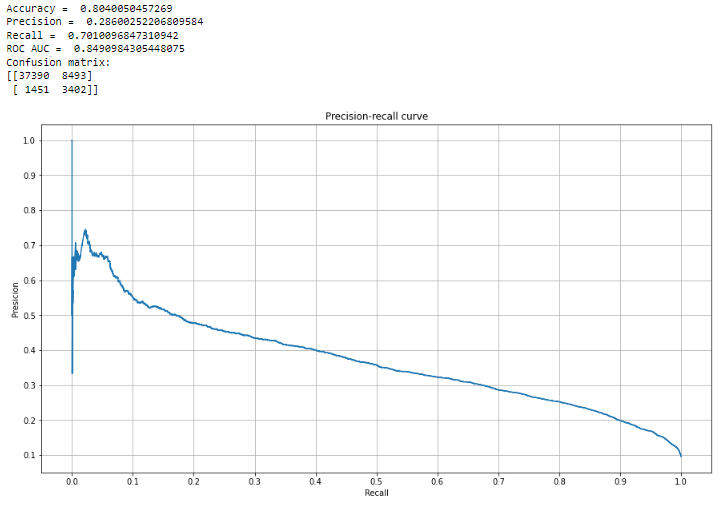 Accuracy =  0.8040050457269
Precision =  0.28600252206809584
Recall =  0.7010096847310942
ROC AUC =  0.8490984305448075
Confusion matrix:
[[37390  8493]
 [ 1451  3402]]
Precision-recall curve
1.0
0.9
0.8
0.7
0.6
0.5
0.4
0.3
0.2
0.1
Presicion
0.0 0.1 0.2 0.3 0.4 0.5 0.6 0.7 0.8 0.9 1.0
Recall